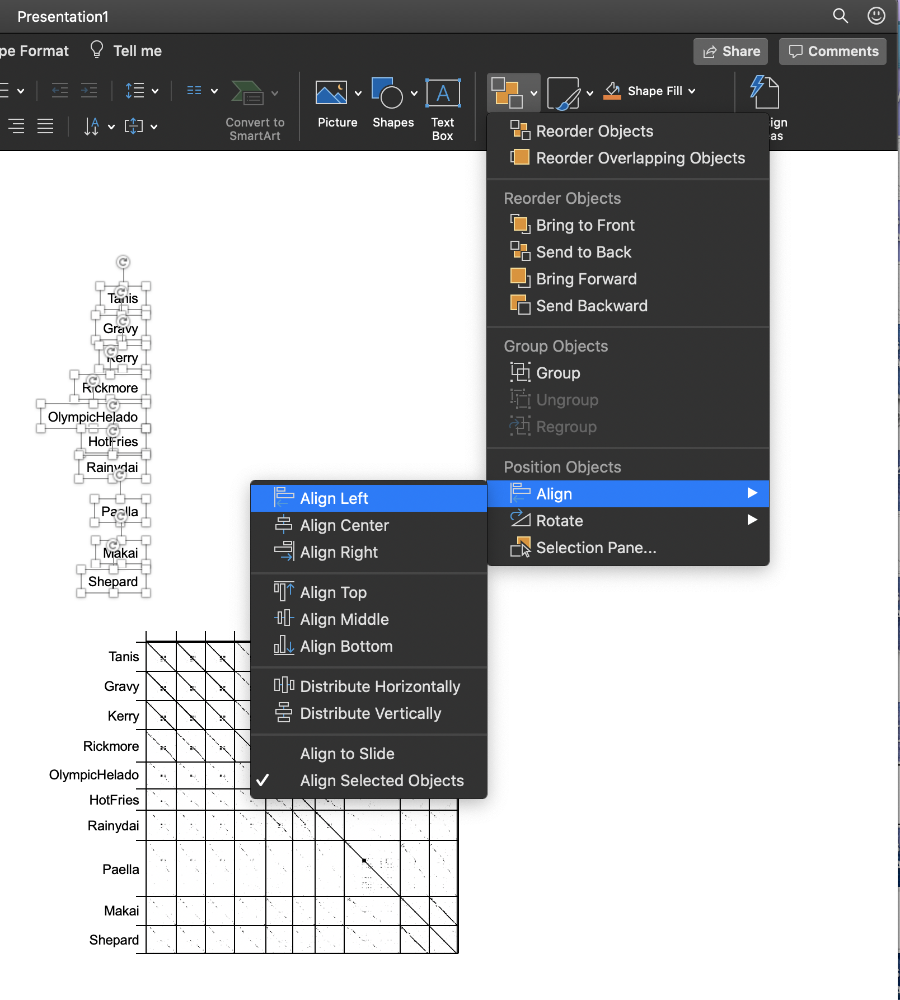 Presentation1
pe Format
Tell me
Share
Comments
Convert to
SmartArt
Picture
Shapes
Text
Box
Shape Fill
ign
eas
Reorder Objects
Reorder Overlapping Objects
Reorder Objects
Bring to Front
Send to Back
Bring Forward
Send Backward
Group Objects
Group
Ungroup
Regroup
Position Objects
Align
Rotate
Selection Pane...
Align Left
Align Center
Align Right
Align Top
Align Middle
Align Bottom
Distribute Horizontally
Distribute Vertically
Align to Slide
Align Selected Objects
Tanis
Gravy
Kerry
Rickmore
OlympicHelado
HotFries
Rainydai
Paella
Makai
Shepard
Tanis
Gravy
Kerry
Rickmore
OlympicHelado
HotFries
Rainydai
Paella
Makai
Shepard